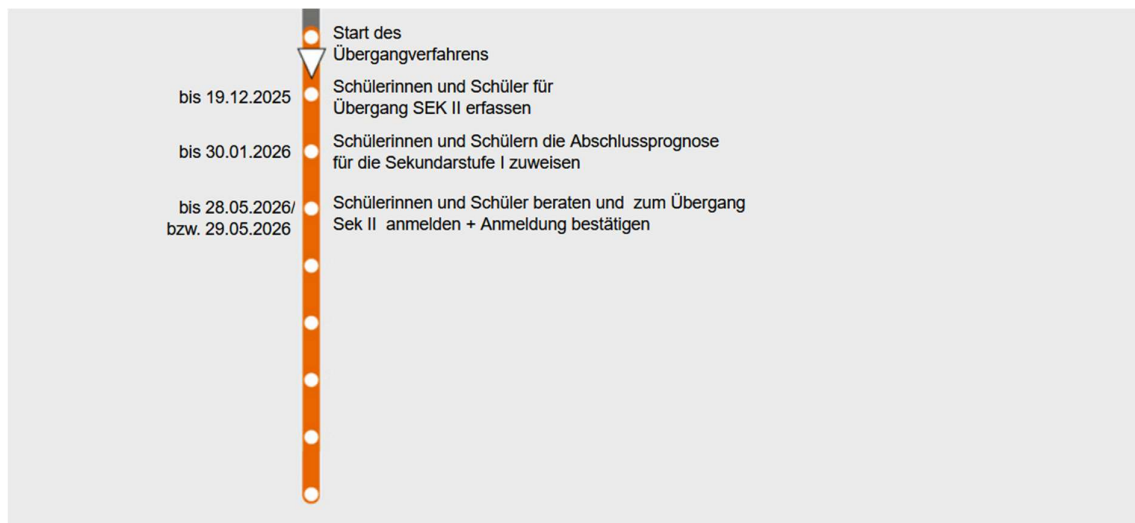 Start des
Übergangverfahrens
bis 19.12.2025
Schülerinnen und Schüler für
Übergang SEK II erfassen
bis 30.01.2026
Schülerinnen und Schülern die Abschlussprognose
für die Sekundarstufe I zuweisen
bis 28.05.2026/
bzw. 29.05.2026
Schülerinnen und Schüler beraten und  zum Übergang
Sek II  anmelden + Anmeldung bestätigen